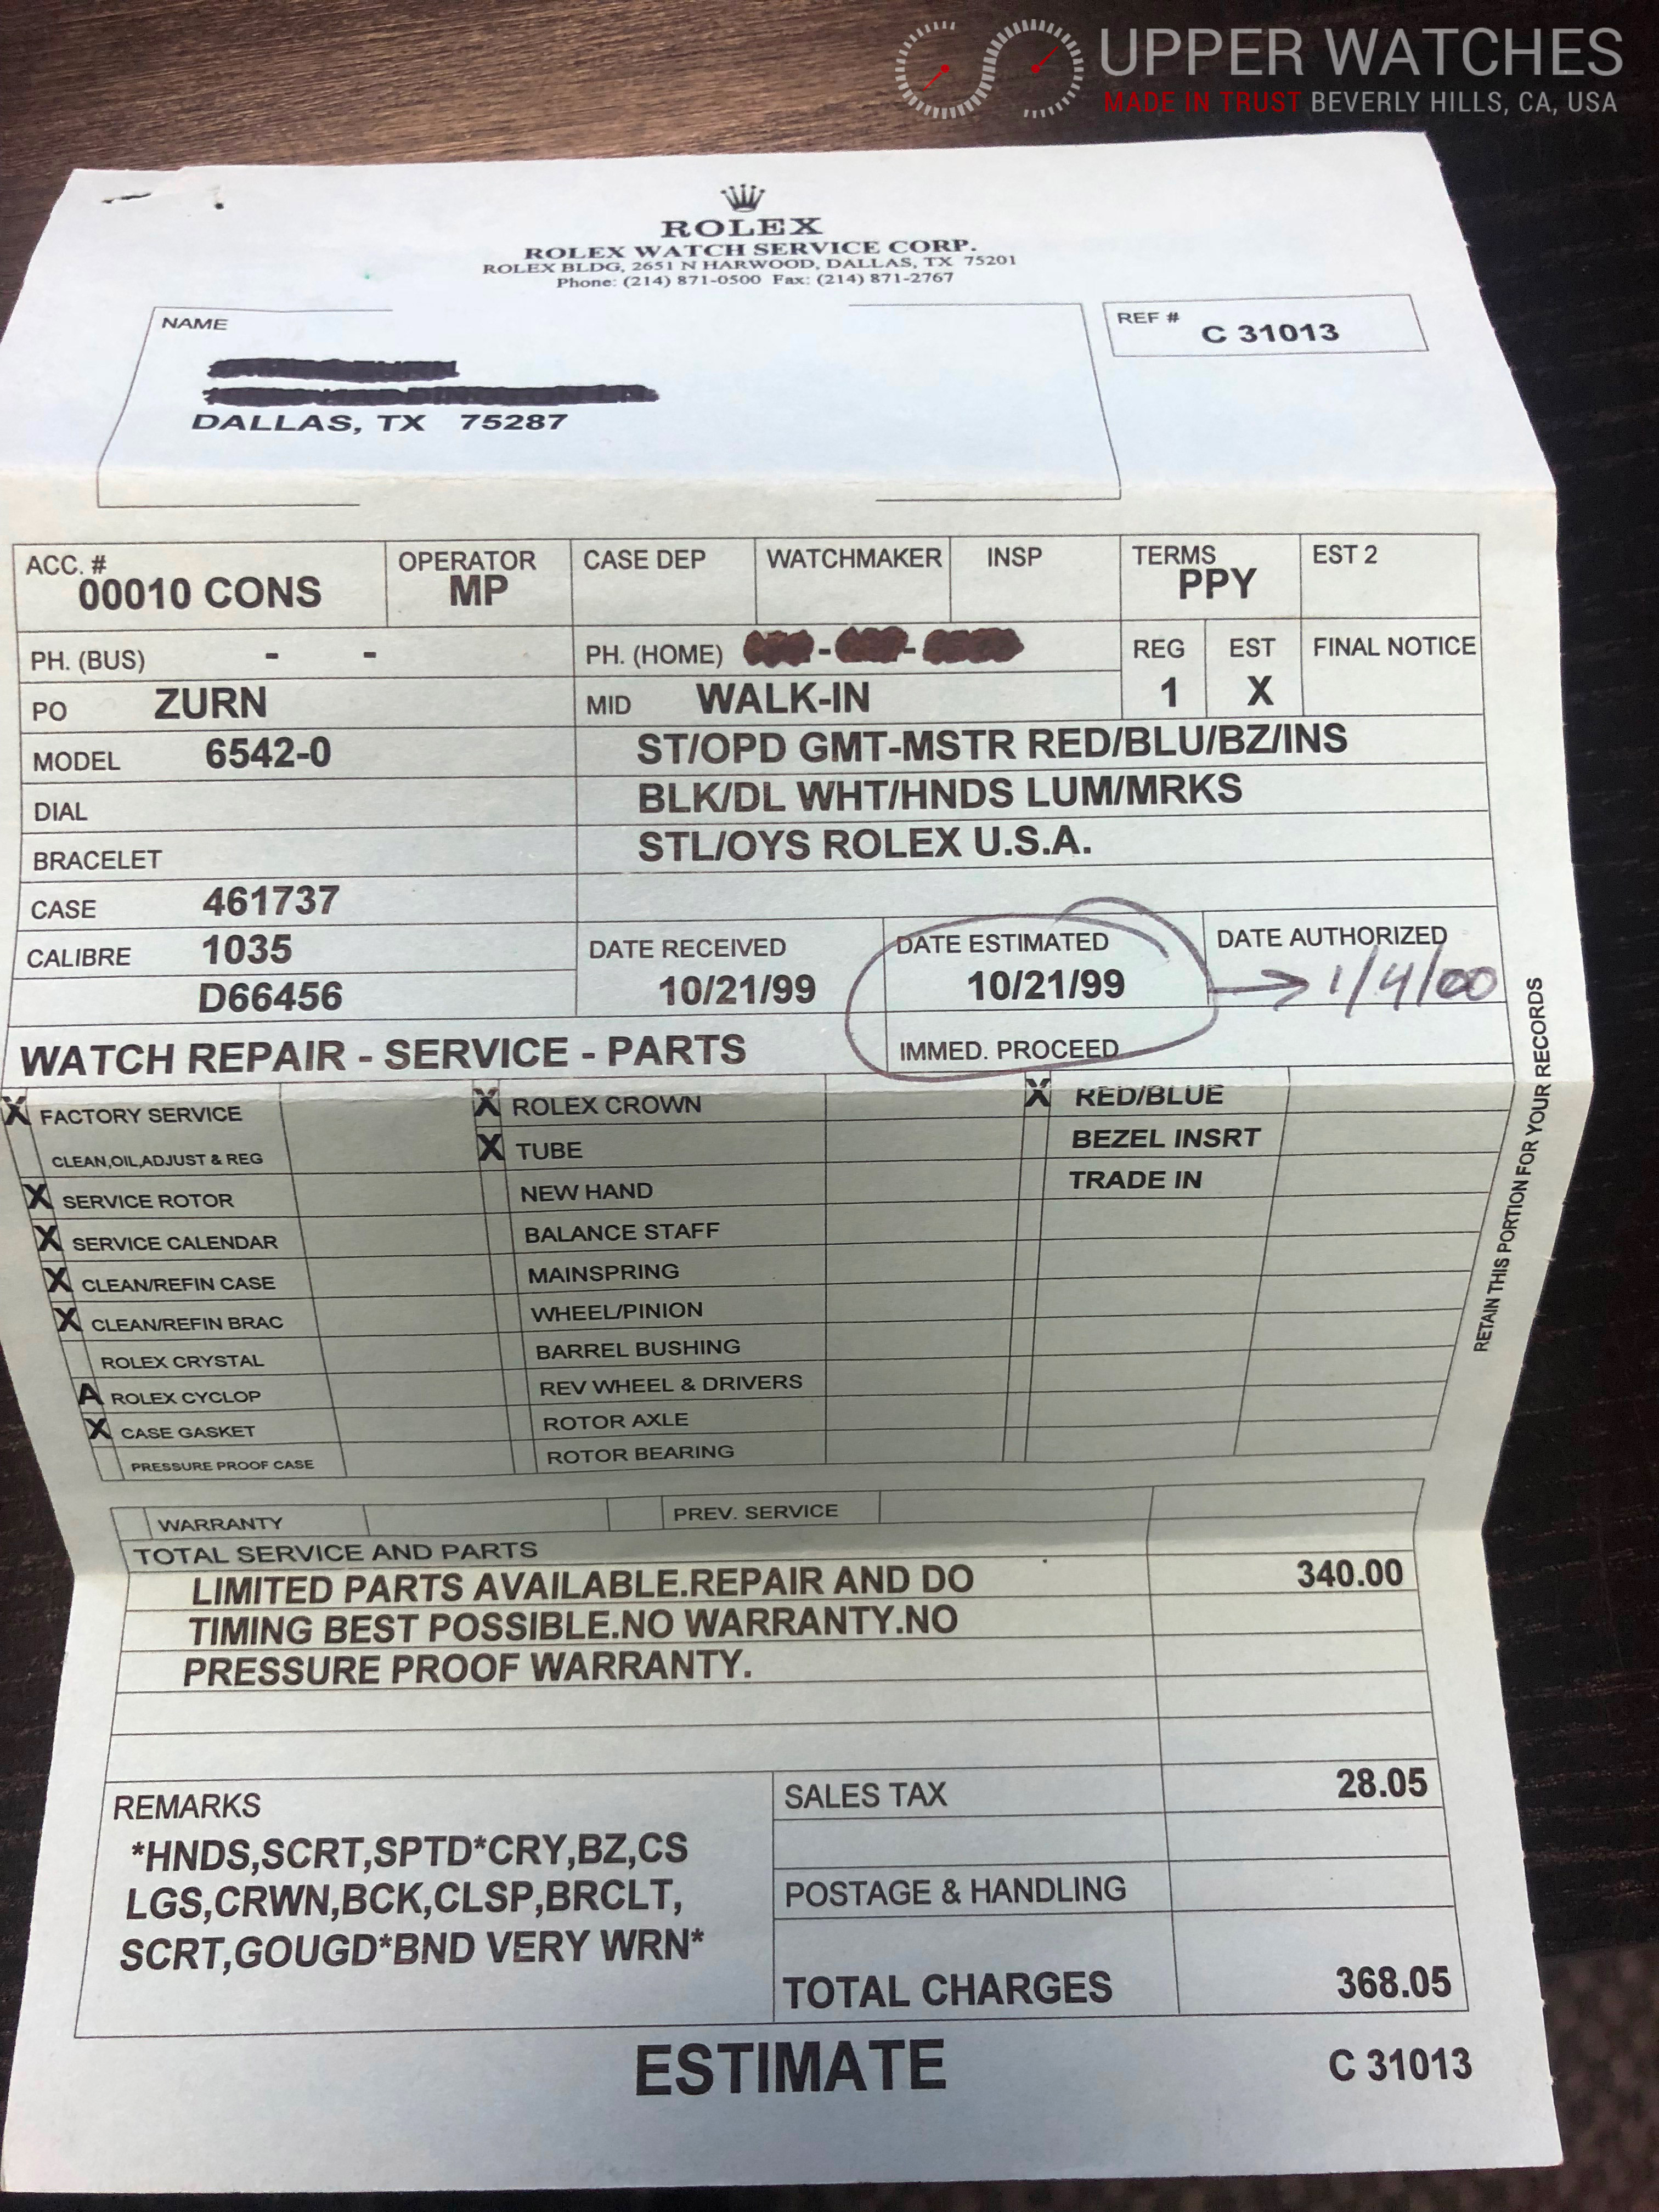 UPPER WATCHES
MADE IN TRUST BEVERLY HILLS, CA, USA
ROLEX
ROLEX WATCH SERVICE CORP.
ROLEX BLDG, 2651 N HARWOOD, DALLAS, TX 75201
Phone: (214) 871-0500 Fax: (214) 871-2767
NAME
REF # C 31013
DALLAS, TX 75287
ACC. # OPERATOR CASE DEP WATCHMAKER INSP TERMS EST 2
00010 CONS MP PPY
PH. (BUS) - - PH. (HOME) - - REG EST FINAL NOTICE
PO ZURN MID WALK-IN 1 X
MODEL 6542-0 ST/OPD GMT-MSTR RED/BLU/BZ/INS
DIAL BLK/DL WHT/HNDS LUM/MRKS
BRACELET STL/OYS ROLEX U.S.A.
CASE 461737
CALIBRE 1035 DATE RECEIVED DATE ESTIMATED DATE AUTHORIZED
D66456 10/21/99 10/21/99 → 1/4/00
WATCH REPAIR - SERVICE - PARTS IMMED. PROCEED
X FACTORY SERVICE X ROLEX CROWN X RED/BLUE
CLEAN,OIL,ADJUST & REG X TUBE BEZEL INSRT
X SERVICE ROTOR NEW HAND TRADE IN
X SERVICE CALENDAR BALANCE STAFF
X CLEAN/REFIN CASE MAINSPRING
X CLEAN/REFIN BRAC WHEEL/PINION
ROLEX CRYSTAL BARREL BUSHING
A ROLEX CYCLOP REV WHEEL & DRIVERS
X CASE GASKET ROTOR AXLE
PRESSURE PROOF CASE ROTOR BEARING
RETAIN THIS PORTION FOR YOUR RECORDS
WARRANTY PREV. SERVICE
TOTAL SERVICE AND PARTS
LIMITED PARTS AVAILABLE.REPAIR AND DO 340.00
TIMING BEST POSSIBLE.NO WARRANTY.NO
PRESSURE PROOF WARRANTY.
REMARKS SALES TAX 28.05
*HNDS,SCRT,SPTD*CRY,BZ,CS
LGS,CRWN,BCK,CLSP,BRCLT, POSTAGE & HANDLING
SCRT,GOUGD*BND VERY WRN*
TOTAL CHARGES 368.05
ESTIMATE C 31013